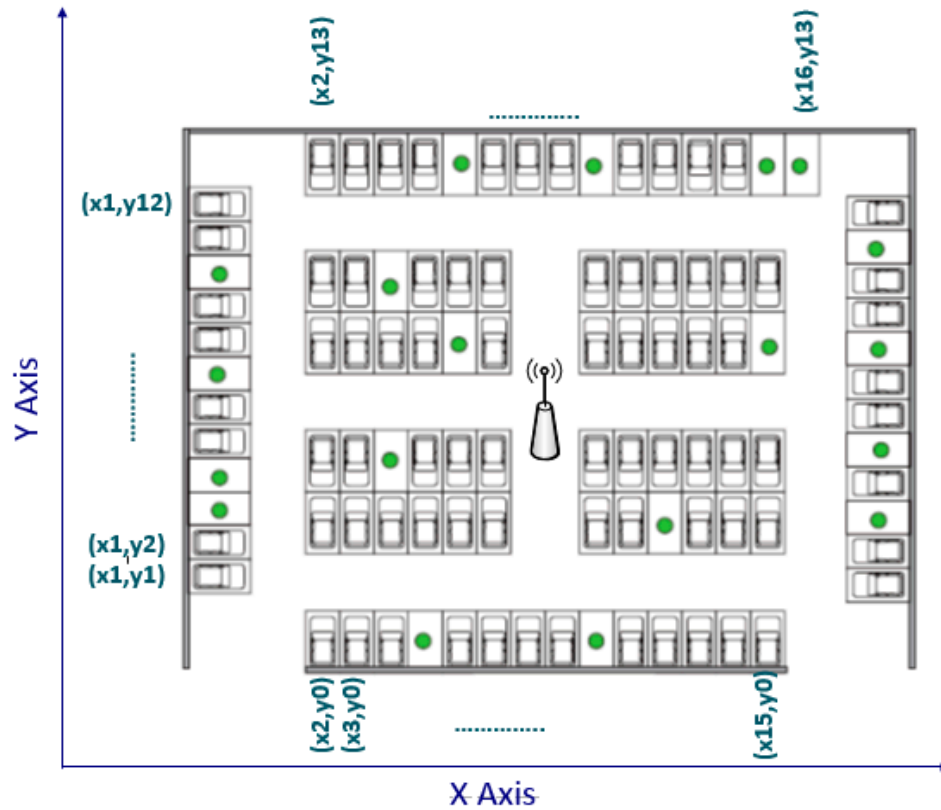 (x2,y13)
(x16,y13)
(x1,y12)
Y Axis
(x1,y2)
(x1,y1)
(x2,y0)
(x3,y0)
(x15,y0)
X Axis